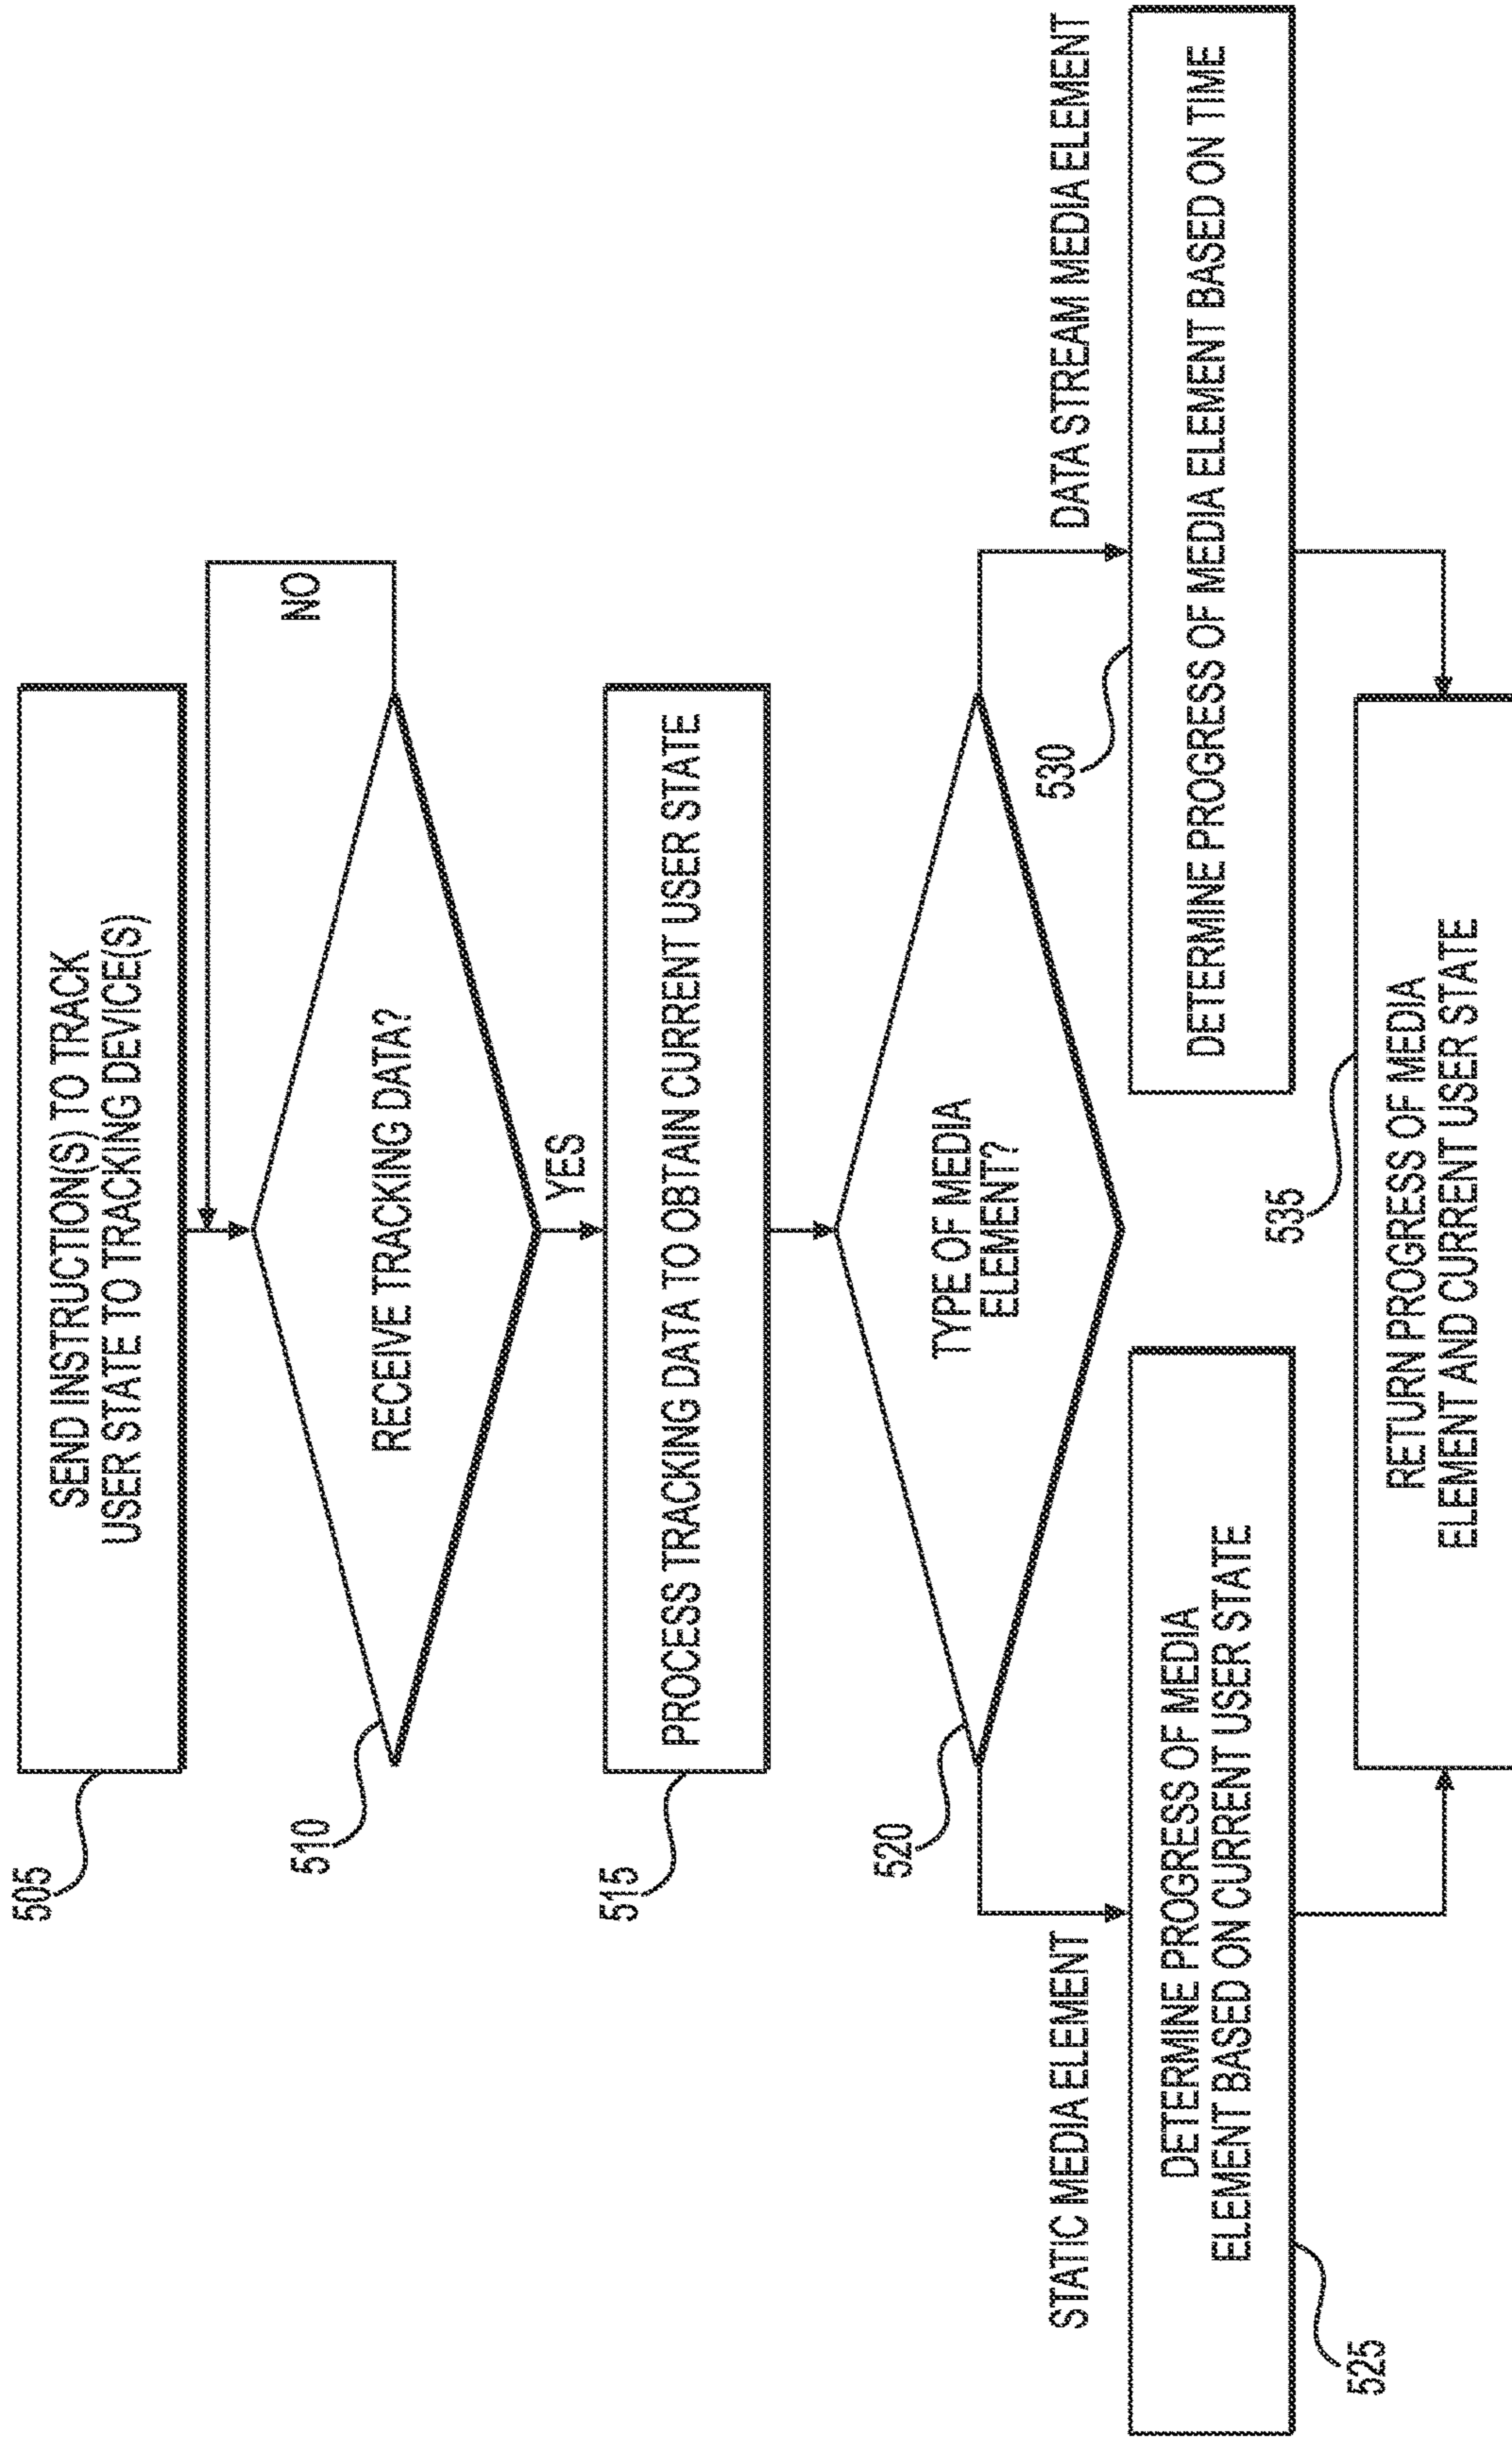 505
SEND INSTRUCTION(S) TO TRACK
USER STATE TO TRACKING DEVICE(S)
510
RECEIVE TRACKING DATA?
NO
YES
515
PROCESS TRACKING DATA TO OBTAIN CURRENT USER STATE
520
TYPE OF MEDIA
ELEMENT?
STATIC MEDIA ELEMENT
DATA STREAM MEDIA ELEMENT
525
DETERMINE PROGRESS OF MEDIA
ELEMENT BASED ON CURRENT USER STATE
530
DETERMINE PROGRESS OF MEDIA ELEMENT BASED ON TIME
535
RETURN PROGRESS OF MEDIA
ELEMENT AND CURRENT USER STATE